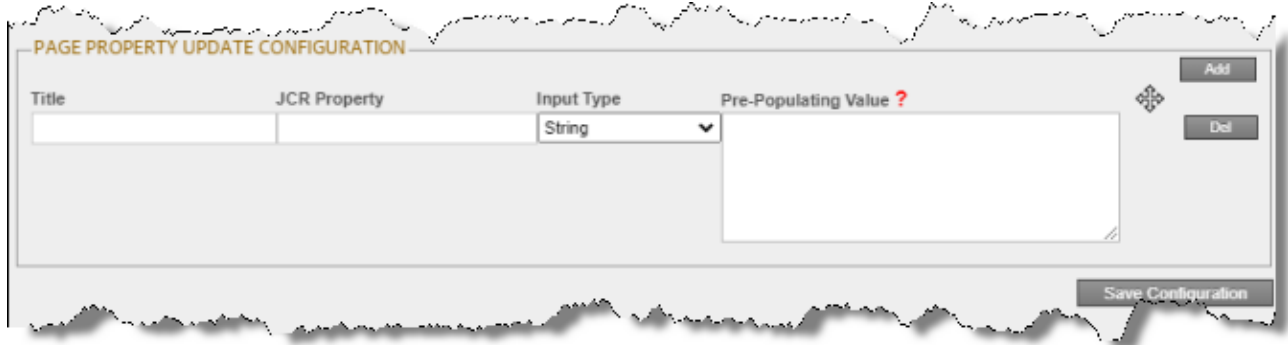 PAGE PROPERTY UPDATE CONFIGURATION
Add
Title JCR Property Input Type Pre-Populating Value ?
String Del
Save Configuration